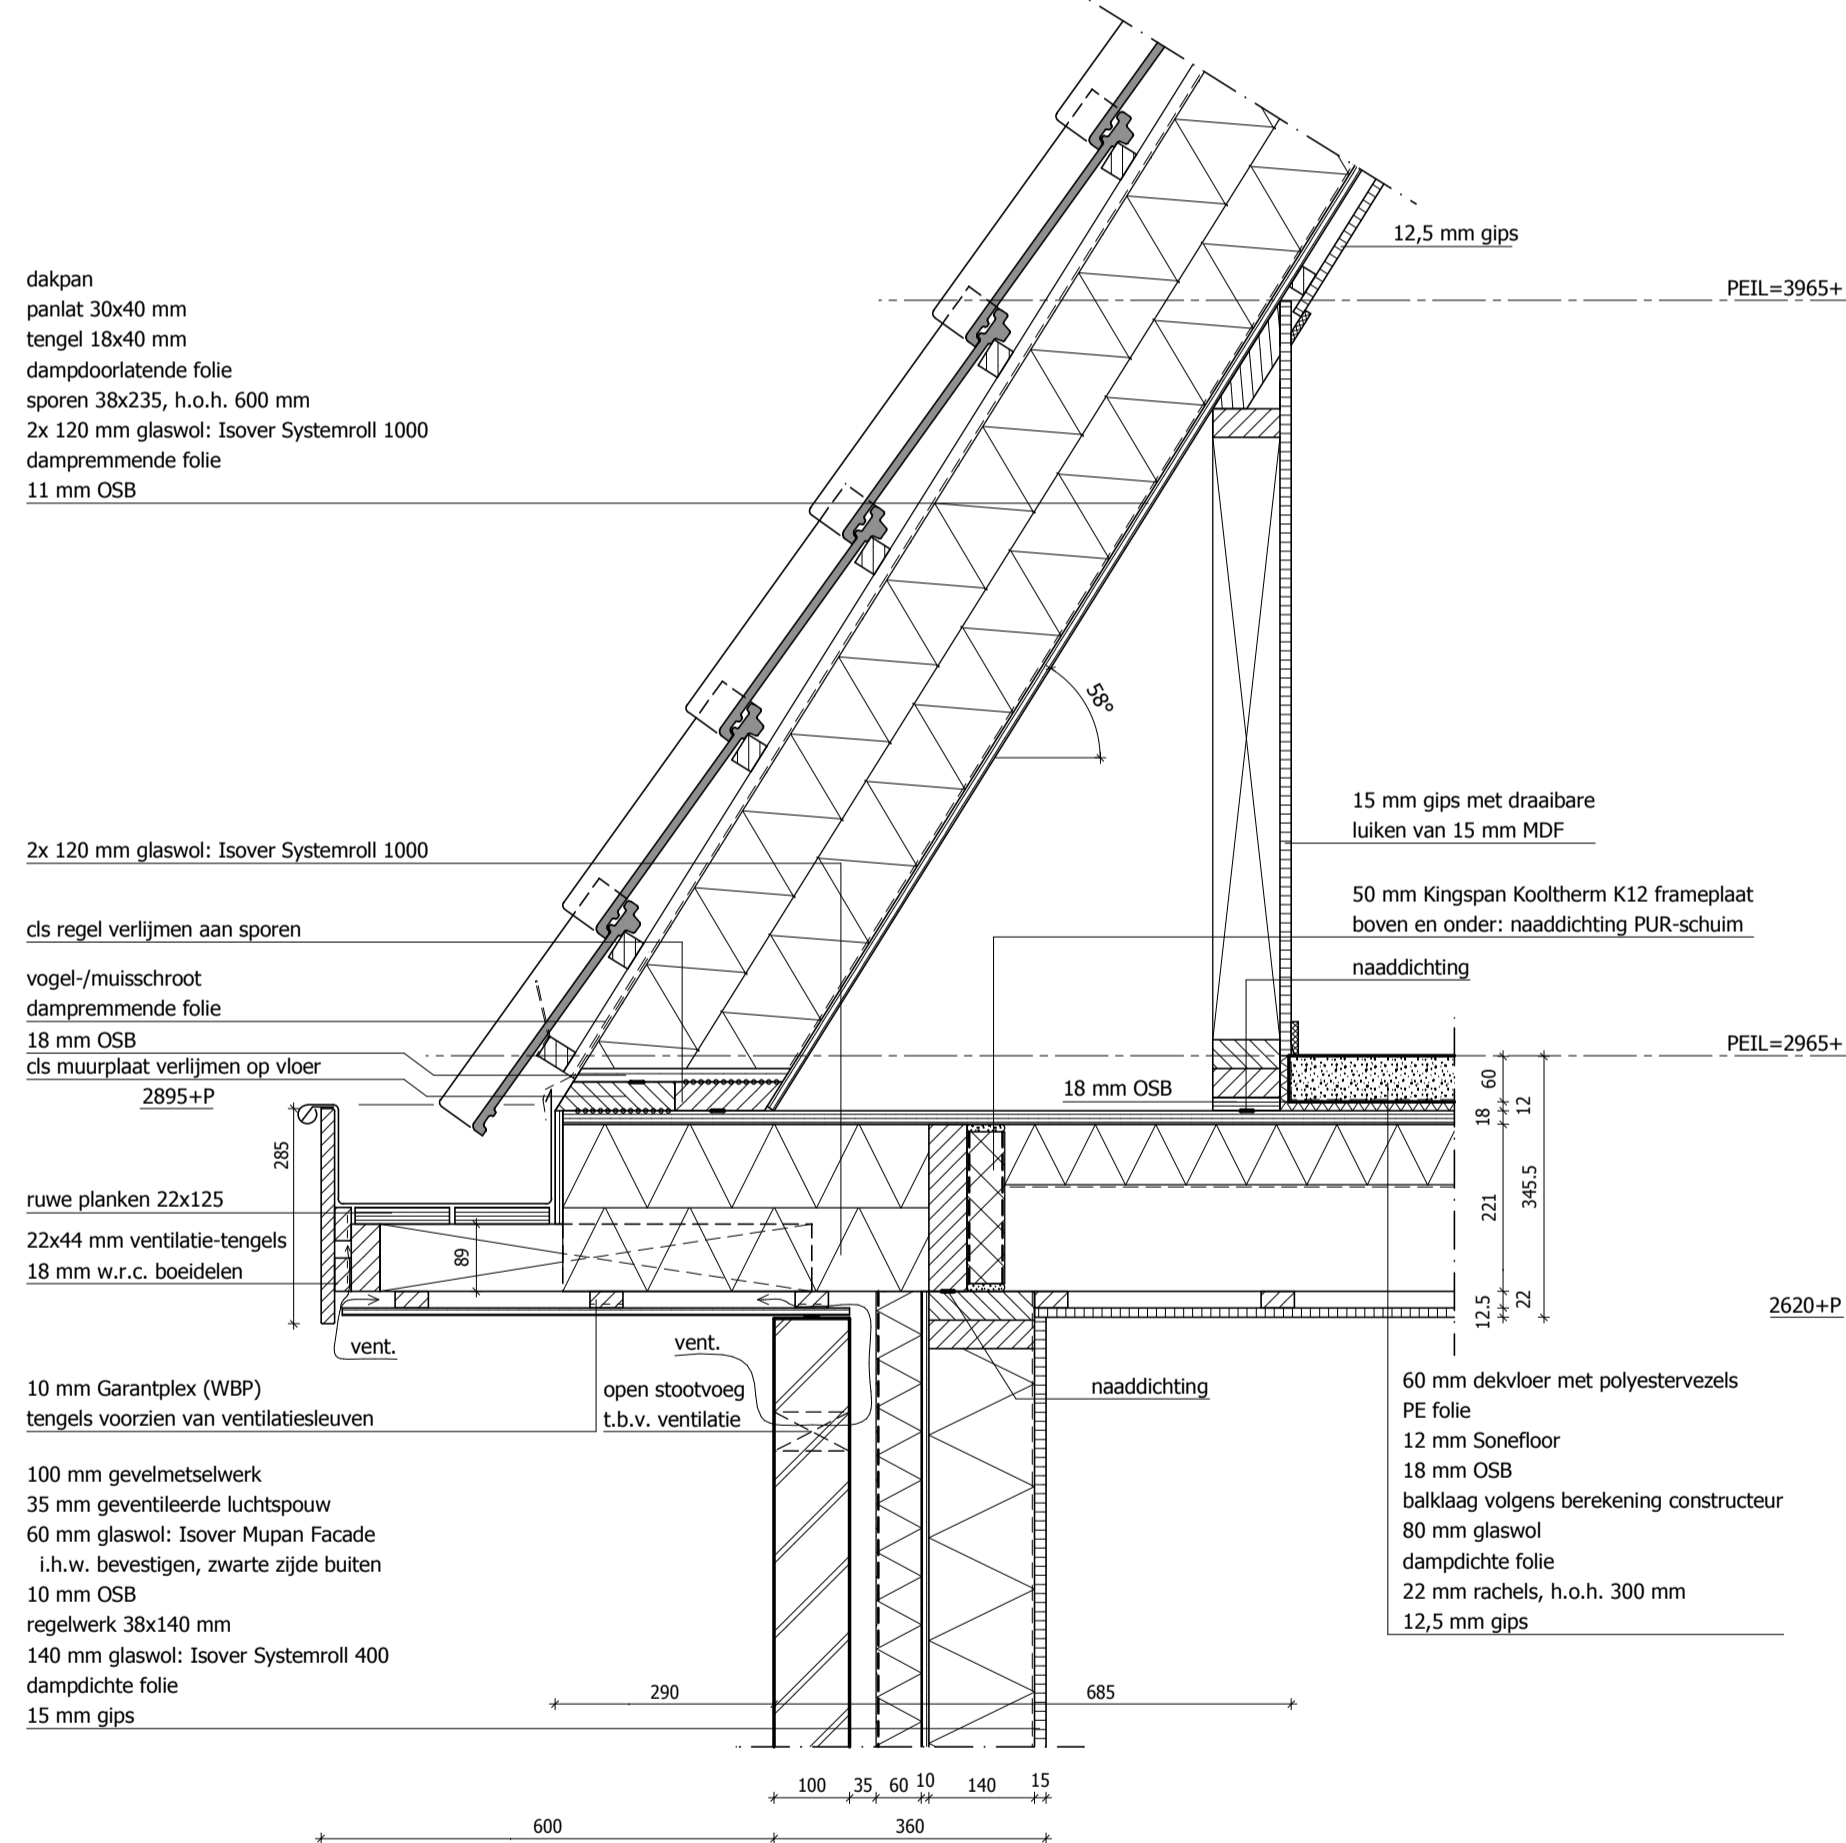 12,5 mm gips
PEIL=3965+
dakpan
panlat 30x40 mm
tengel 18x40 mm
dampdoorlatende folie
sporen 38x235, h.o.h. 600 mm
2x 120 mm glaswol: Isover Systemroll 1000
dampremmende folie
11 mm OSB
58°
15 mm gips met draaibare
luiken van 15 mm MDF
2x 120 mm glaswol: Isover Systemroll 1000
50 mm Kingspan Kooltherm K12 frameplaat
boven en onder: naaddichting PUR-schuim
cls regel verlijmen aan sporen
naaddichting
vogel-/muisschroot
dampremmende folie
18 mm OSB
cls muurplaat verlijmen op vloer
2895+P
PEIL=2965+
18 mm OSB
60
12
18
285
345.5
221
ruwe planken 22x125
22x44 mm ventilatie-tengels
18 mm w.r.c. boeidelen
89
22
12.5
2620+P
vent.
vent.
10 mm Garantplex (WBP)
tengels voorzien van ventilatiesleuven
open stootvoeg
t.b.v. ventilatie
naaddichting
60 mm dekvloer met polyestervezels
PE folie
12 mm Sonefloor
18 mm OSB
balklaag volgens berekening constructeur
80 mm glaswol
dampdichte folie
22 mm rachels, h.o.h. 300 mm
12,5 mm gips
100 mm gevelmetselwerk
35 mm geventileerde luchtspouw
60 mm glaswol: Isover Mupan Facade
i.h.w. bevestigen, zwarte zijde buiten
10 mm OSB
regelwerk 38x140 mm
140 mm glaswol: Isover Systemroll 400
dampdichte folie
15 mm gips
290
685
100
35
60
10
140
15
600
360